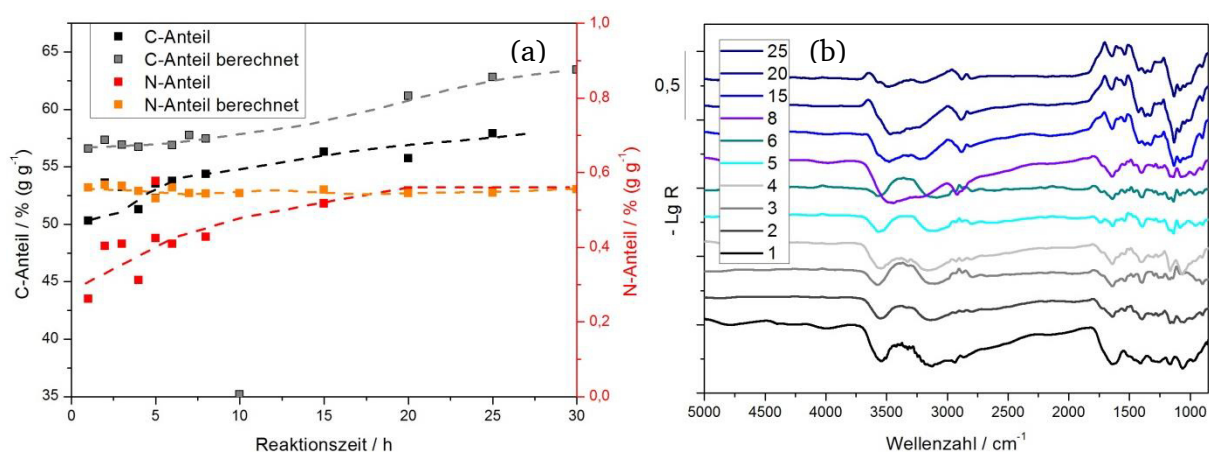 C-Anteil
C-Anteil berechnet
N-Anteil
N-Anteil berechnet
(a)
65
60
55
50
45
40
35
C-Anteil / % (g g⁻¹)
1,0
0,8
0,6
0,4
0,2
0,0
N-Anteil / % (g g⁻¹)
0 5 10 15 20 25 30
Reaktionszeit / h
(b)
25
20
15
8
6
5
4
3
2
1
0,5
- Lg R
5000 4500 4000 3500 3000 2500 2000 1500 1000
Wellenzahl / cm⁻¹